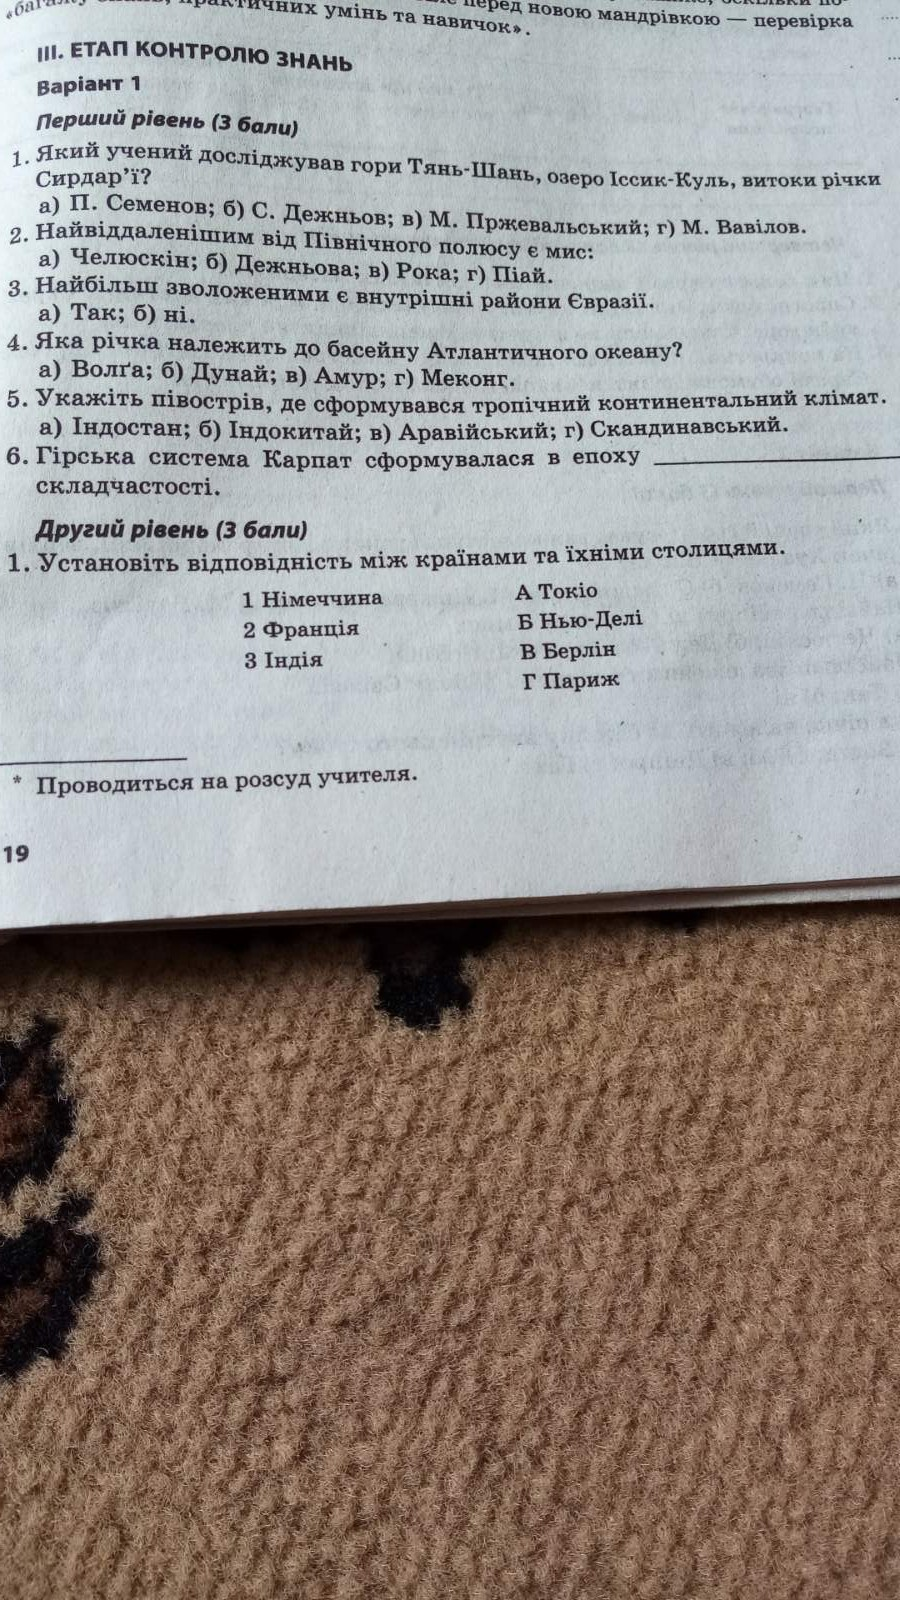 «багажу знань, практичних умінь та навичок».
перед новою мандрівкою — перевірка
III. ЕТАП КОНТРОЛЮ ЗНАНЬ
Варіант 1
Перший рівень (3 бали)
1. Який учений досліджував гори Тянь-Шань, озеро Іссик-Куль, витоки річки
Сирдар’ї?
а) П. Семенов; б) С. Дежньов; в) М. Пржевальський; г) М. Вавілов.
2. Найвіддаленішим від Північного полюсу є мис:
а) Челюскін; б) Дежньова; в) Рока; г) Піай.
3. Найбільш зволоженими є внутрішні райони Євразії.
а) Так; б) ні.
4. Яка річка належить до басейну Атлантичного океану?
а) Волґа; б) Дунай; в) Амур; г) Меконг.
5. Укажіть півострів, де сформувався тропічний континентальний клімат.
а) Індостан; б) Індокитай; в) Аравійський; г) Скандинавський.
6. Гірська система Карпат сформувалася в епоху
складчастості.
Другий рівень (3 бали)
1. Установіть відповідність між країнами та їхніми столицями.
1 Німеччина А Токіо
2 Франція Б Нью-Делі
3 Індія В Берлін
Г Париж
* Проводиться на розсуд учителя.
19